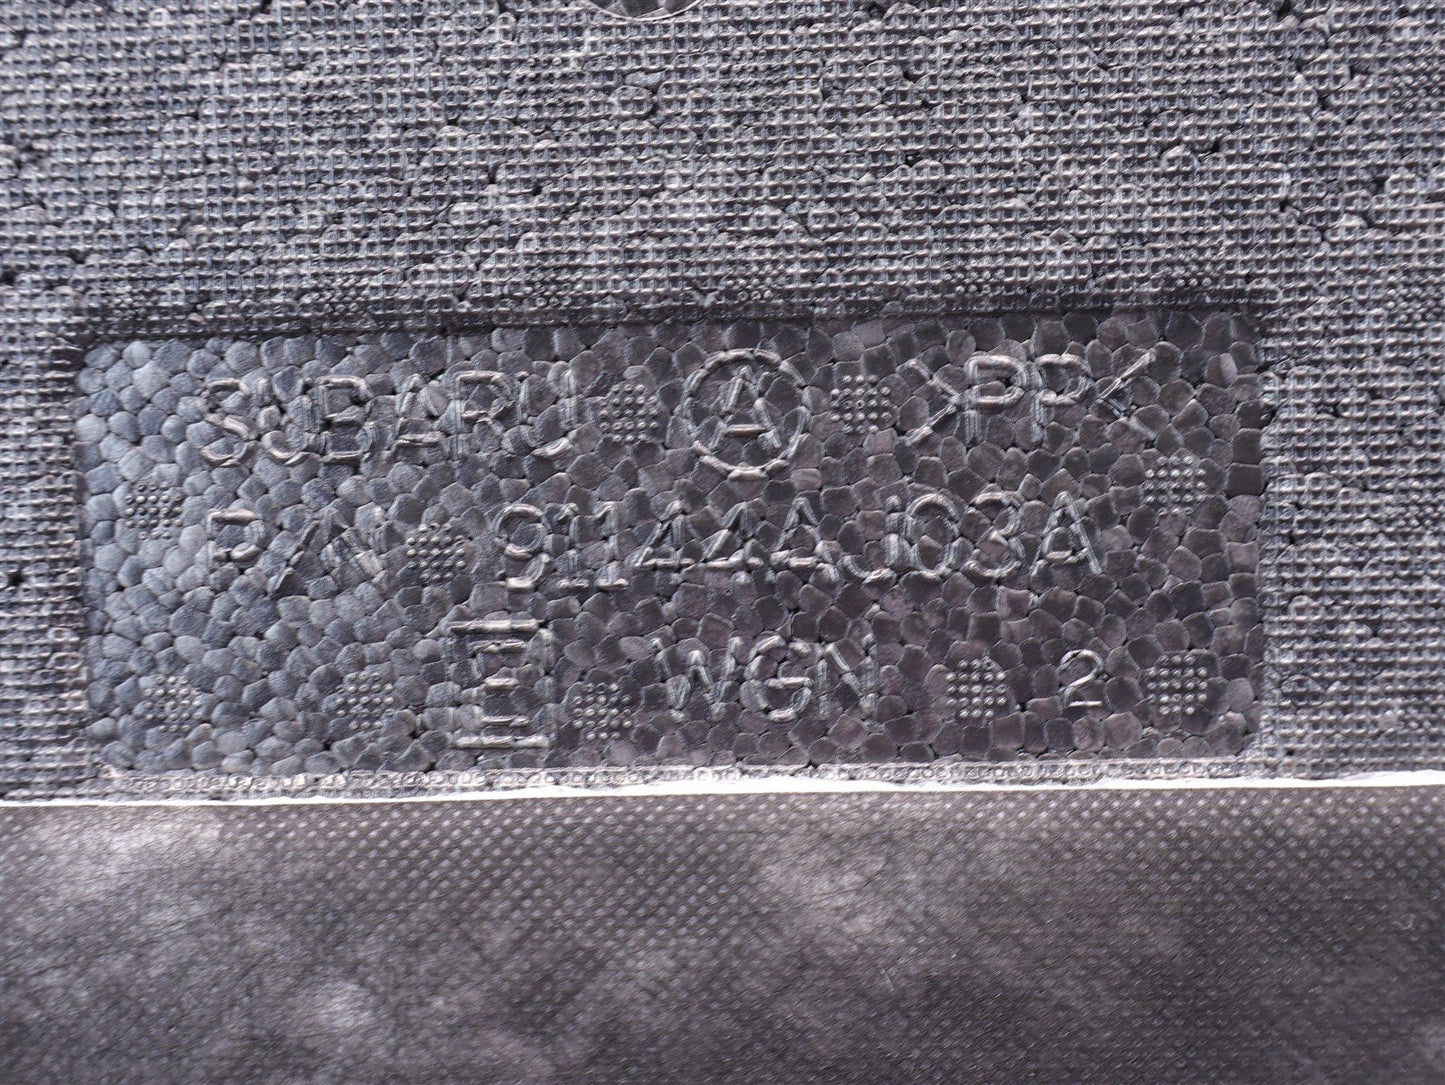 SUBARU Ⓐ >PP<
P/N 91144AJ03A
WGN 2